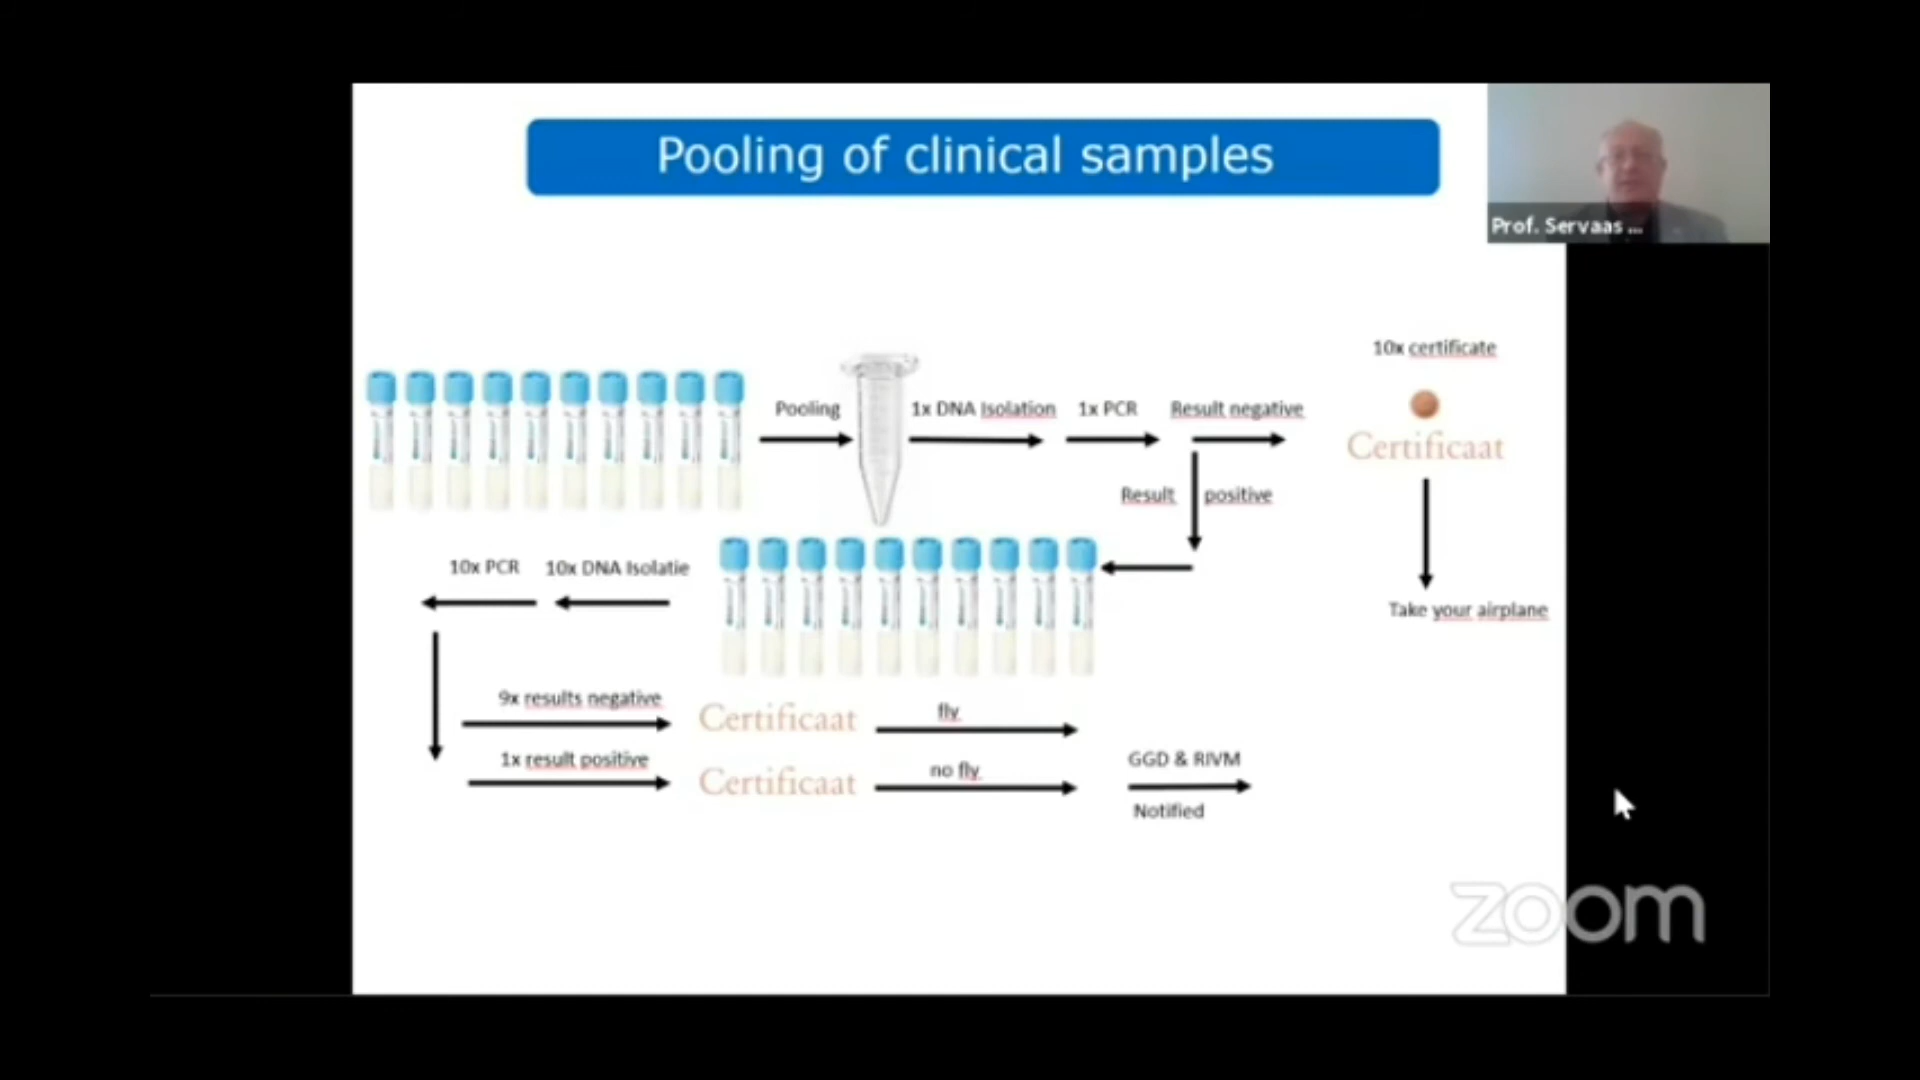 Pooling of clinical samples
Prof. Servaas ...
10x certificate
Pooling
1x DNA Isolation
1x PCR
Result negative
Certificaat
Result positive
10x PCR
10x DNA Isolatie
Take your airplane
9x results negative
Certificaat
fly
1x result positive
Certificaat
no fly
GGD & RIVM
Notified
zoom